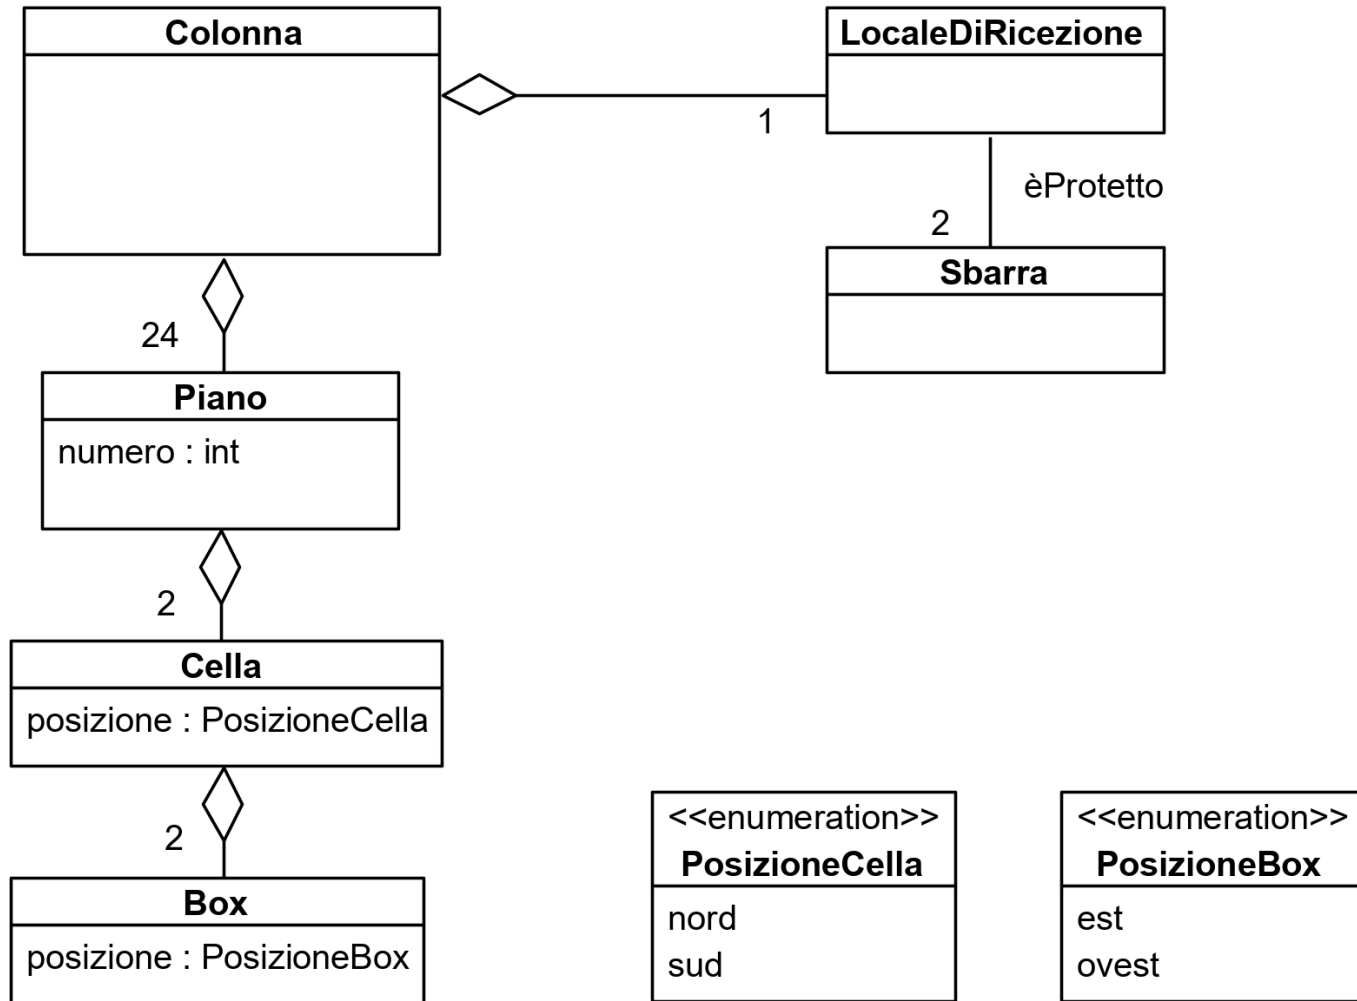 Colonna
LocaleDiRicezione
1
èProtetto
2
Sbarra
24
Piano
numero : int
2
Cella
posizione : PosizioneCella
2
Box
posizione : PosizioneBox
<<enumeration>>
PosizioneCella
nord
sud
<<enumeration>>
PosizioneBox
est
ovest